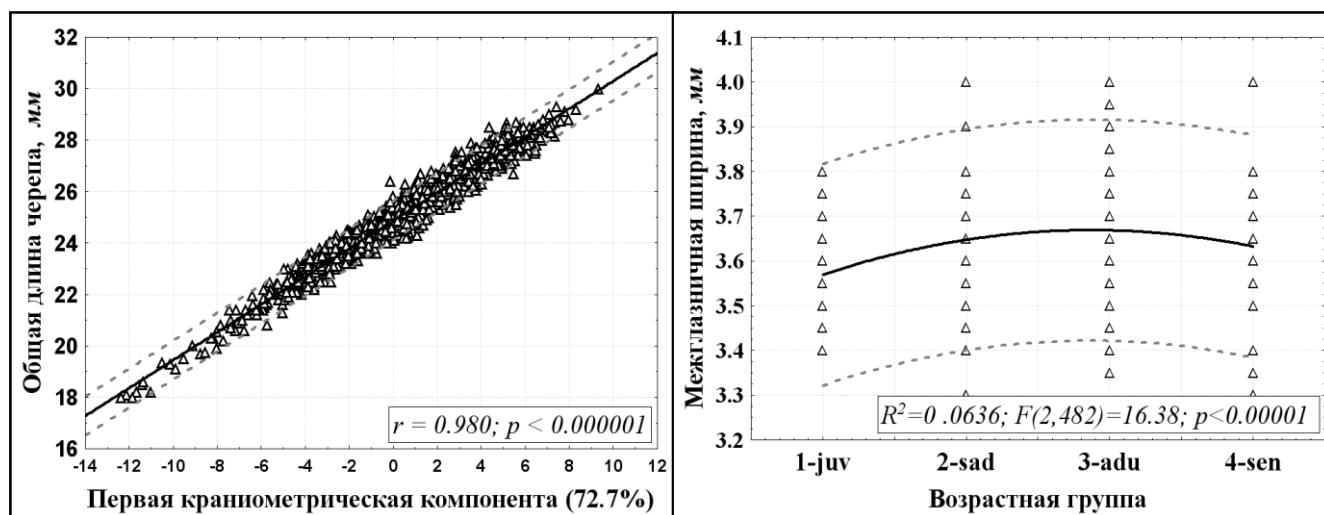 Общая длина черепа, мм
32
30
28
26
24
22
20
18
16
r = 0.980; p < 0.000001
-14 -12 -10 -8 -6 -4 -2 0 2 4 6 8 10 12
Первая краниометрическая компонента (72.7%)
Межглазничная ширина, мм
4.1
4.0
3.9
3.8
3.7
3.6
3.5
3.4
3.3
3.2
R²=0 .0636; F(2,482)=16.38; p<0.00001
1-juv 2-sad 3-adu 4-sen
Возрастная группа